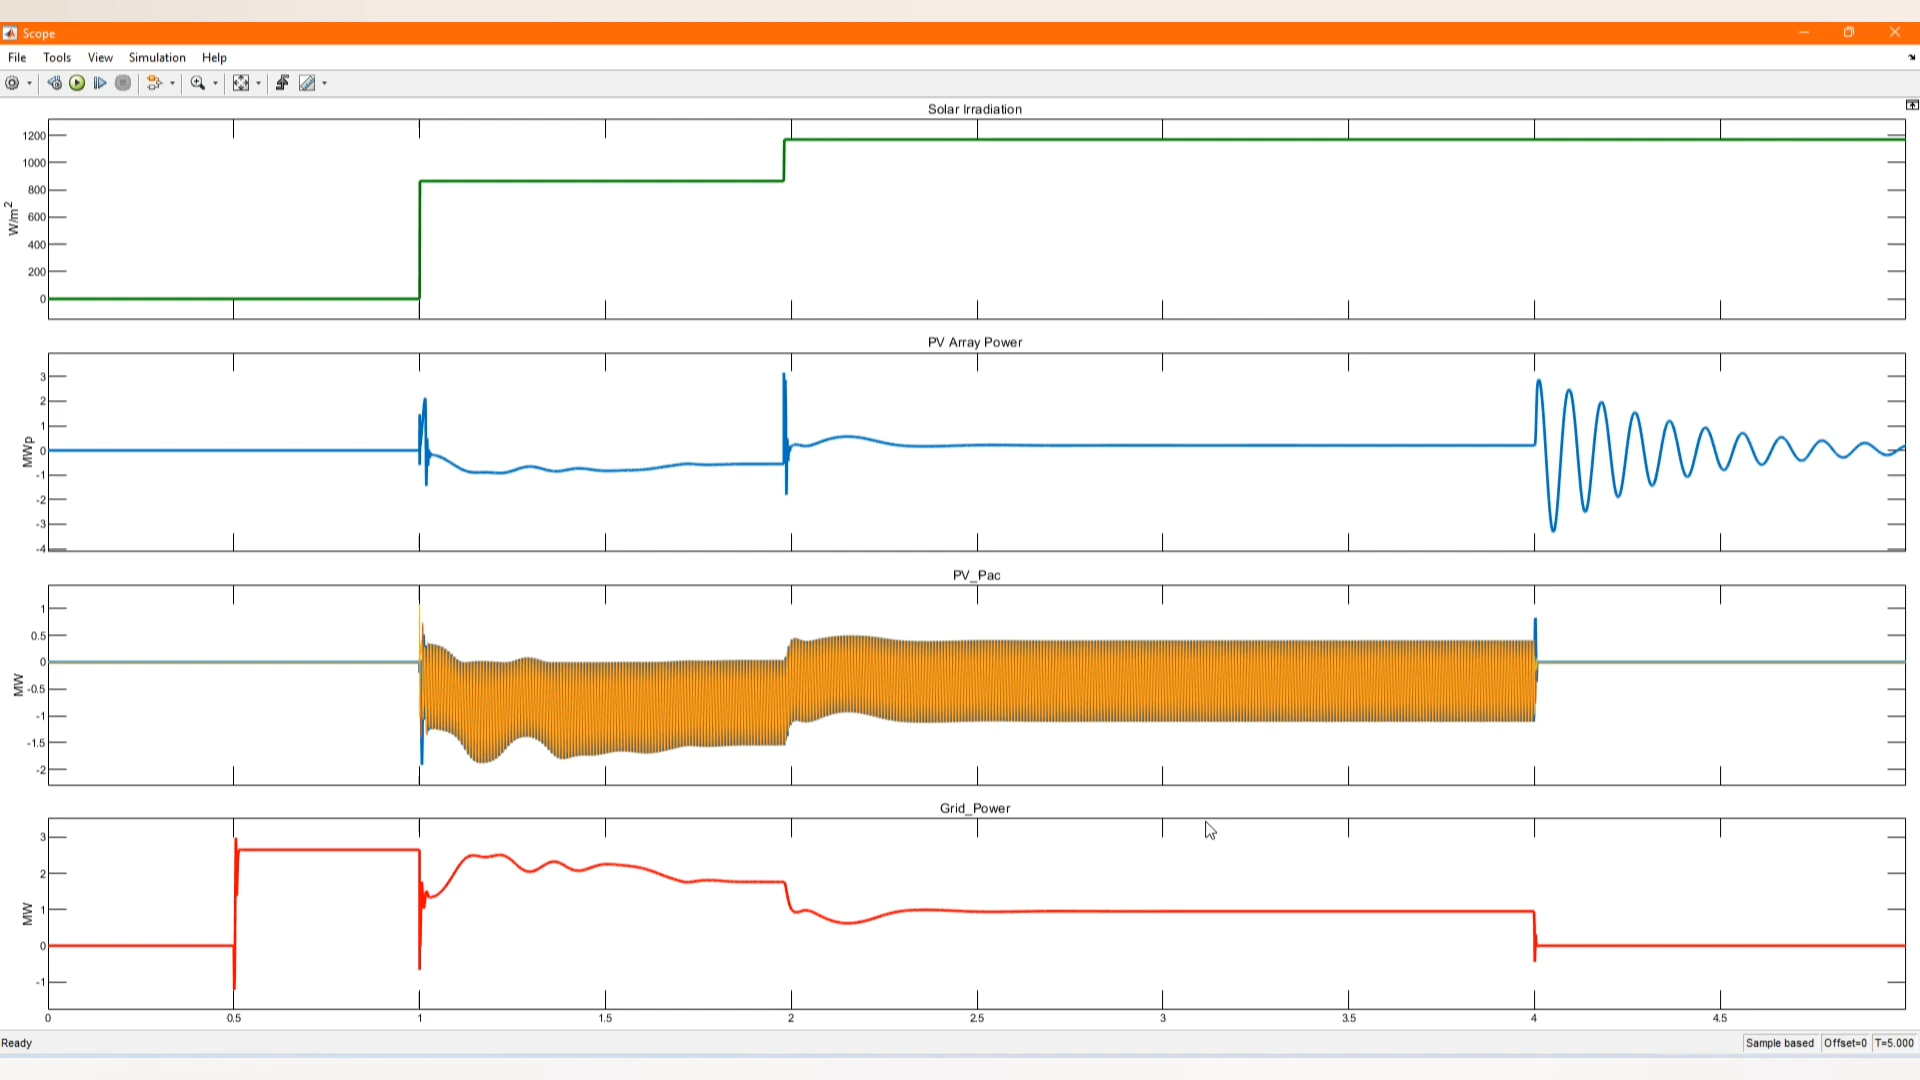 Scope
File Tools View Simulation Help
Solar Irradiation
1200
1000
800
600
400
200
0
W/m²
PV Array Power
3
2
1
0
-1
-2
-3
-4
MWp
PV_Pac
1
0.5
0
-0.5
-1
-1.5
-2
MW
Grid_Power
3
2
1
0
-1
MW
0 0.5 1 1.5 2 2.5 3 3.5 4 4.5
Ready
Sample based Offset=0 T=5.000